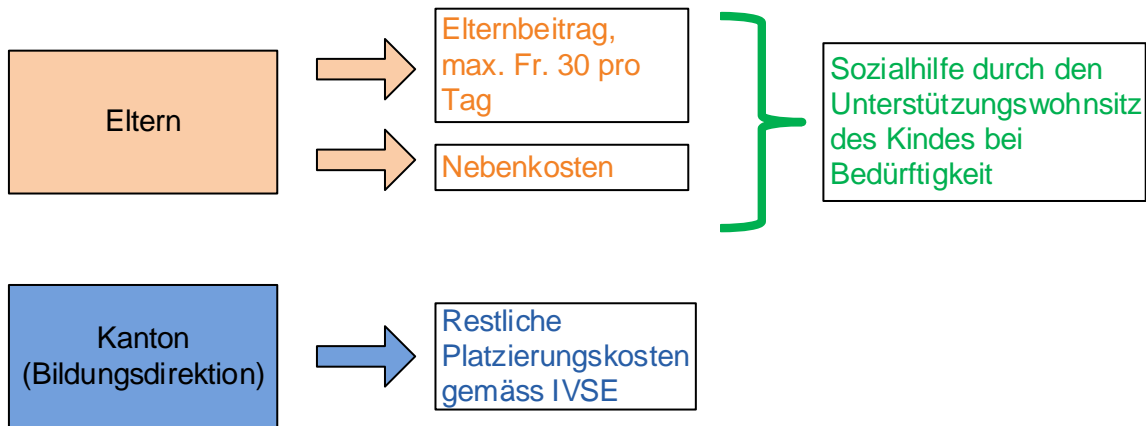 Eltern
Elternbeitrag,
max. Fr. 30 pro
Tag
Nebenkosten
Sozialhilfe durch den
Unterstützungswohnsitz
des Kindes bei
Bedürftigkeit
Kanton
(Bildungsdirektion)
Restliche
Platzierungskosten
gemäss IVSE